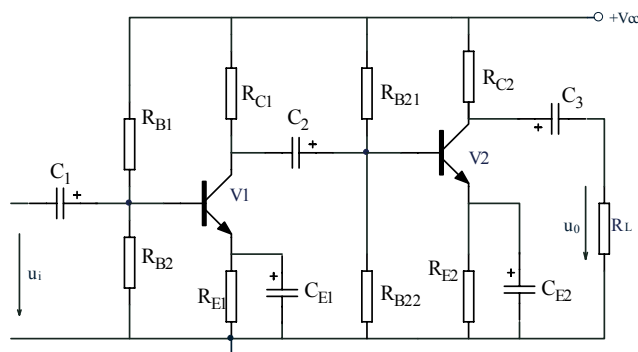 +Vcc
RC1
RB21
RC2
C3
RB1
C2
+
+
V2
C1
+
V1
RB2
ui
RE1
+
CE1
RB22
RE2
+
CE2
u0
RL